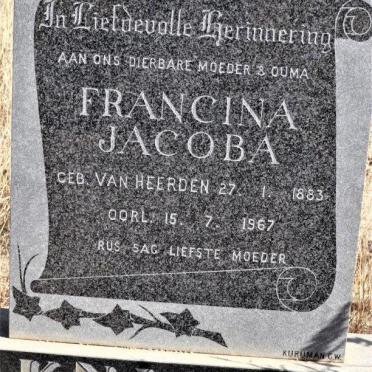 In Liefdevolle Herinnering
AAN ONS DIERBARE MOEDER & OUMA
FRANCINA
JACOBA
GEB. VAN HEERDEN 27. 1. 1883
OORL. 15. 7. 1967
RUS SAG LIEFSTE MOEDER
KURUMAN G.W.